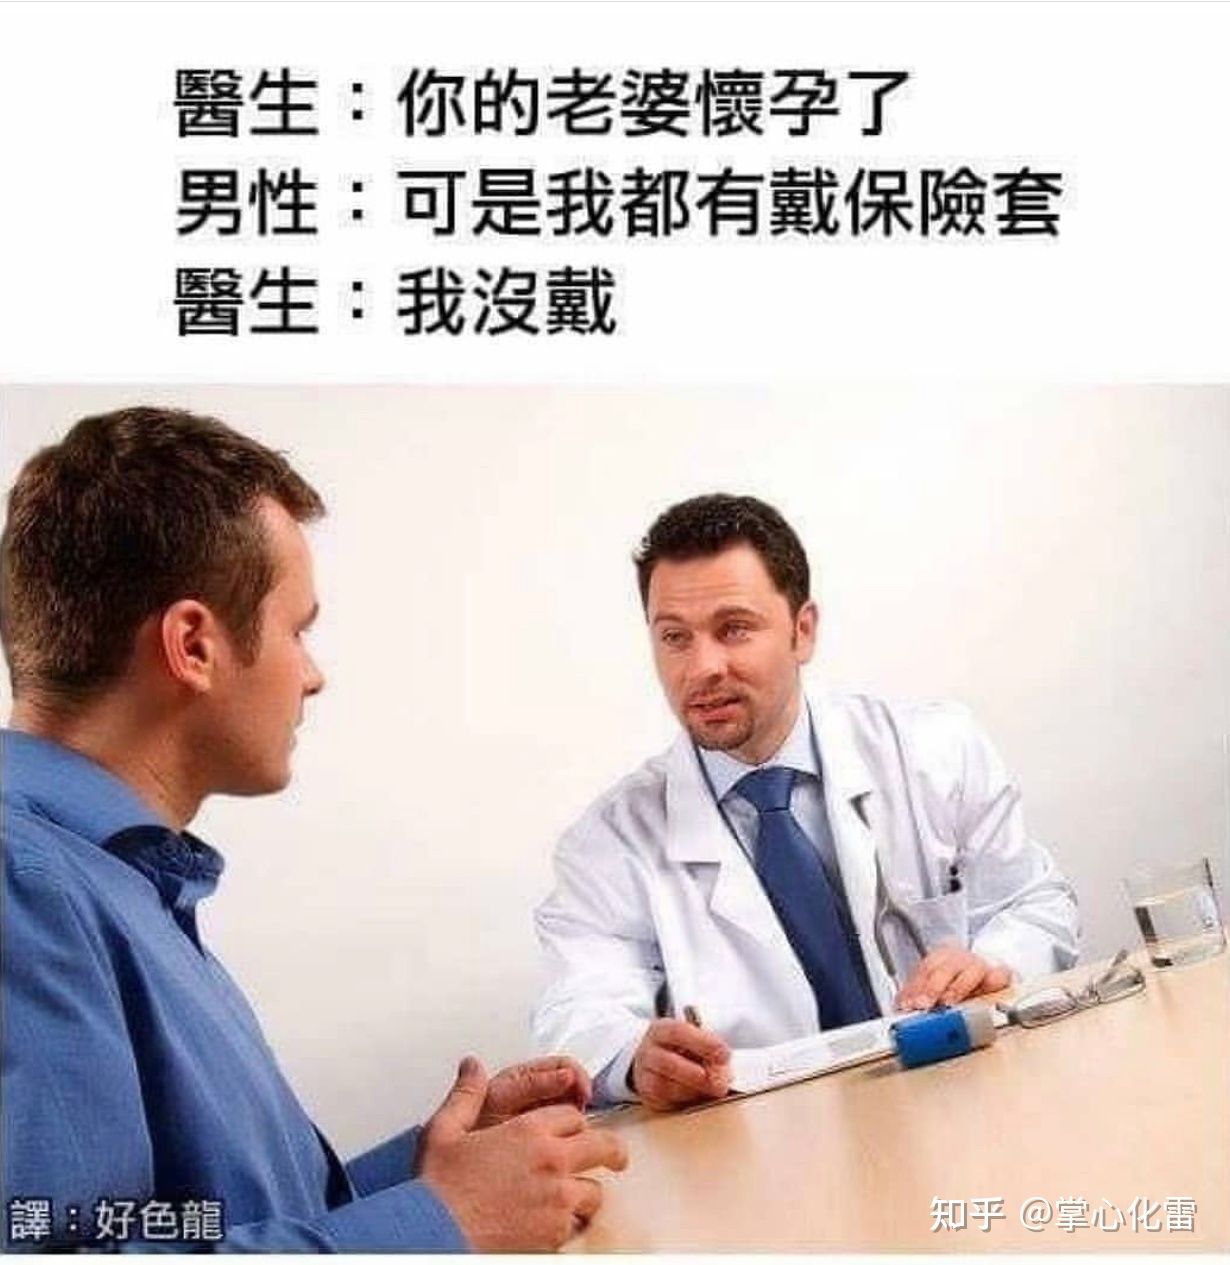 醫生：你的老婆懷孕了
男性：可是我都有戴保險套
醫生：我沒戴
譯：好色龍
知乎 @掌心化雷